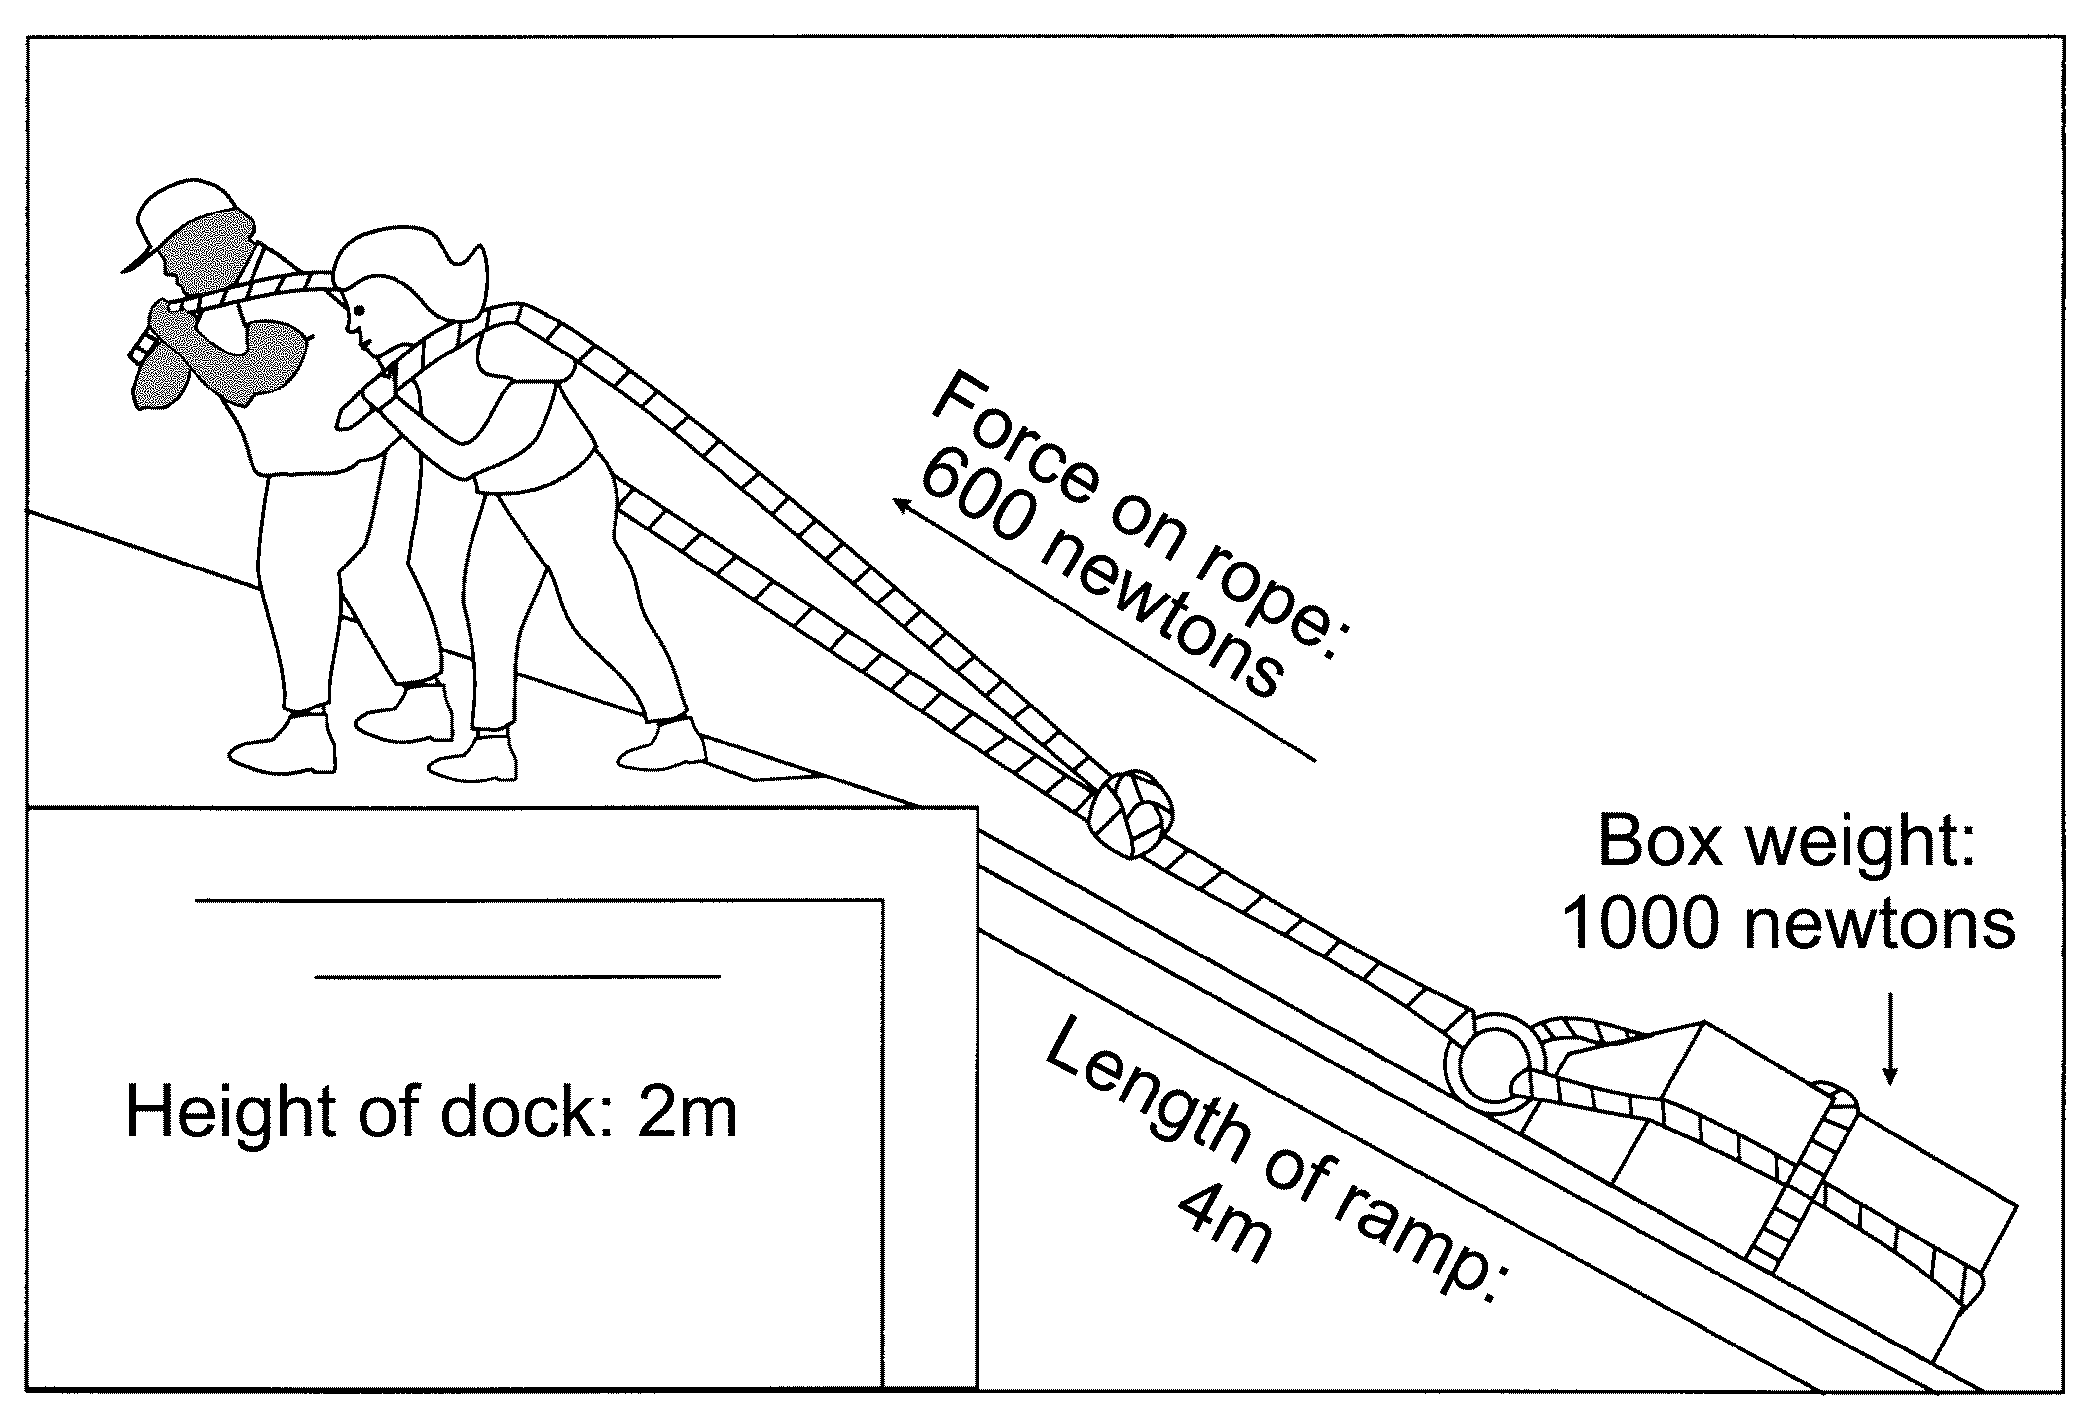 Force on rope:
600 newtons
Box weight:
1000 newtons
Length of ramp:
4m
Height of dock: 2m